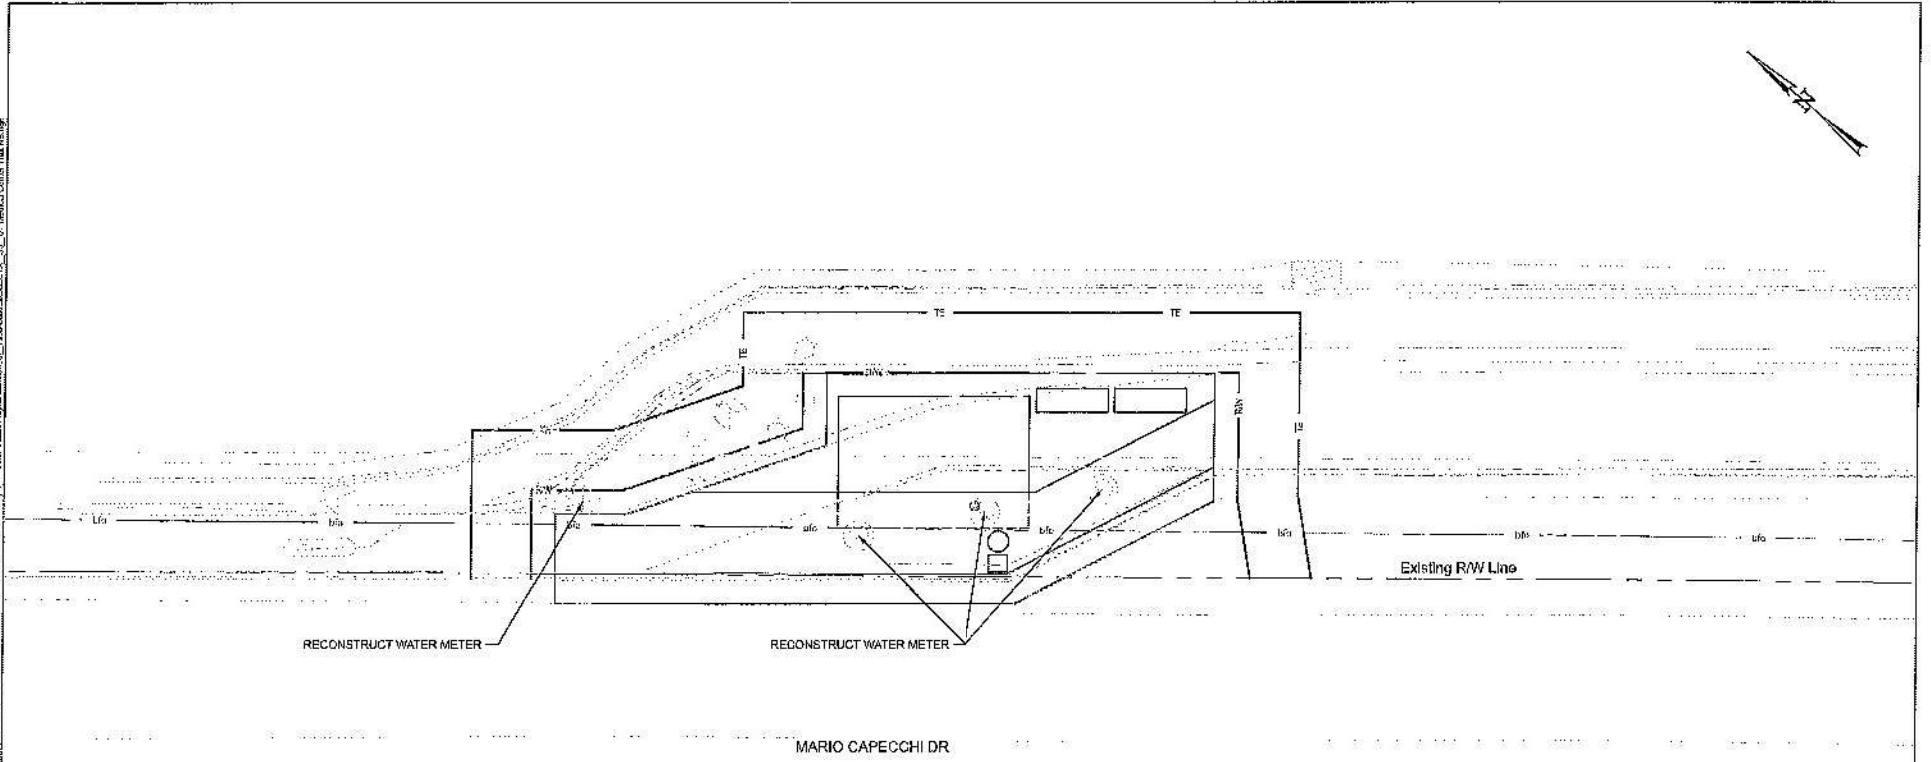 N
TE
TE
TE
R/W
R/W
TE
R/W
bfo
bfo
bfo
bfo
bfo
bfo
Existing R/W Line
RECONSTRUCT WATER METER
RECONSTRUCT WATER METER
MARIO CAPECCHI DR